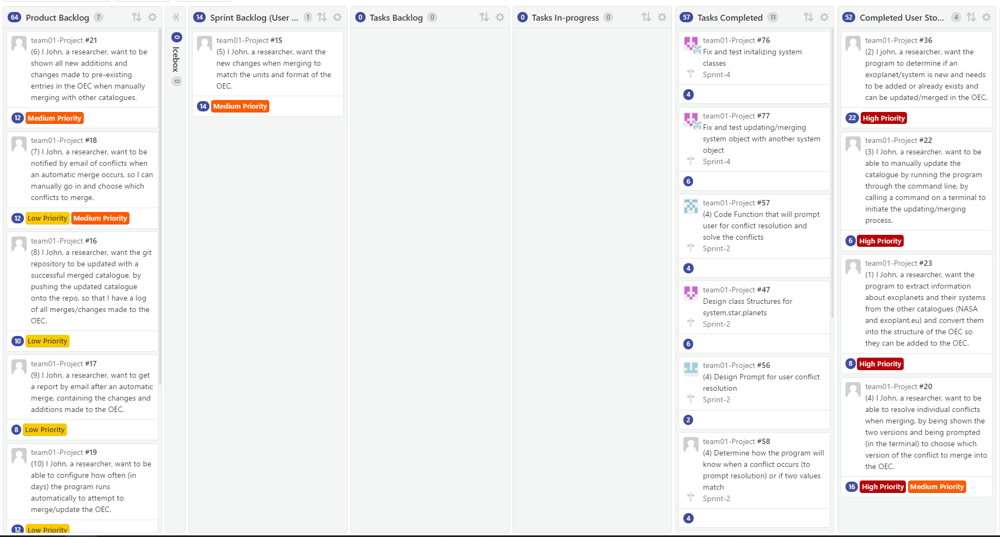 64 Product Backlog 7
team01-Project #21
(6) I John, a researcher, want to be
shown all new additions and
changes made to pre-existing
entries in the OEC when manually
merging with other catalogues.
12 Medium Priority
team01-Project #18
(7) I John, a researcher, want to be
notified by email of conflicts when
an automatic merge occurs, so I can
manually go in and choose which
conflicts to merge.
12 Low Priority Medium Priority
team01-Project #16
(8) I John, a researcher, want the git
repository to be updated with a
successful merged catalogue, by
pushing the updated catalogue
onto the repo, so that I have a log
of all merges/changes made to the
OEC.
10 Low Priority
team01-Project #17
(9) I John, a researcher, want to get
a report by email after an automatic
merge, containing the changes and
additions made to the OEC.
8 Low Priority
team01-Project #19
(10) I John, a researcher, want to be
able to configure how often (in
days) the program runs
automatically to attempt to
merge/update the OEC.
12 Low Priority
0 Icebox 0
14 Sprint Backlog (User ... 1
team01-Project #15
(5) I John, a researcher, want the
new changes when merging to
match the units and format of the
OEC.
14 Medium Priority
0 Tasks Backlog 0
0 Tasks In-progress 0
57 Tasks Completed 11
team01-Project #76
Fix and test initalizing system
classes
Sprint-4
4
team01-Project #77
Fix and test updating/merging
system object with another system
object
Sprint-4
6
team01-Project #57
(4) Code Function that will prompt
user for conflict resolution and
solve the conflicts
Sprint-2
4
team01-Project #47
Design class Structures for
system,star,planets
Sprint-2
6
team01-Project #56
(4) Design Prompt for user conflict
resolution
Sprint-2
2
team01-Project #58
(4) Determine how the program will
know when a conflict occurs (to
prompt resolution) or if two values
match
Sprint-2
4
52 Completed User Sto... 4
team01-Project #36
(2) I john, a researcher, want the
program to determine if an
exoplanet/system is new and needs
to be added or already exists and
can be updated/merged in the OEC.
22 High Priority
team01-Project #22
(3) I John, a researcher, want to be
able to manually update the
catalogue by running the program
through the command line, by
calling a command on a terminal to
initiate the updating/merging
process.
6 High Priority
team01-Project #23
(1) I John, a researcher, want the
program to extract information
about exoplanets and their systems
from the other catalogues (NASA
and exoplant.eu) and convert them
into the structure of the OEC so
they can be added to the OEC.
8 High Priority
team01-Project #20
(4) I John, a researcher, want to be
able to resolve individual conflicts
when merging, by being shown the
two versions and being prompted
(in the terminal) to choose which
version of the conflict to merge into
the OEC.
16 High Priority Medium Priority